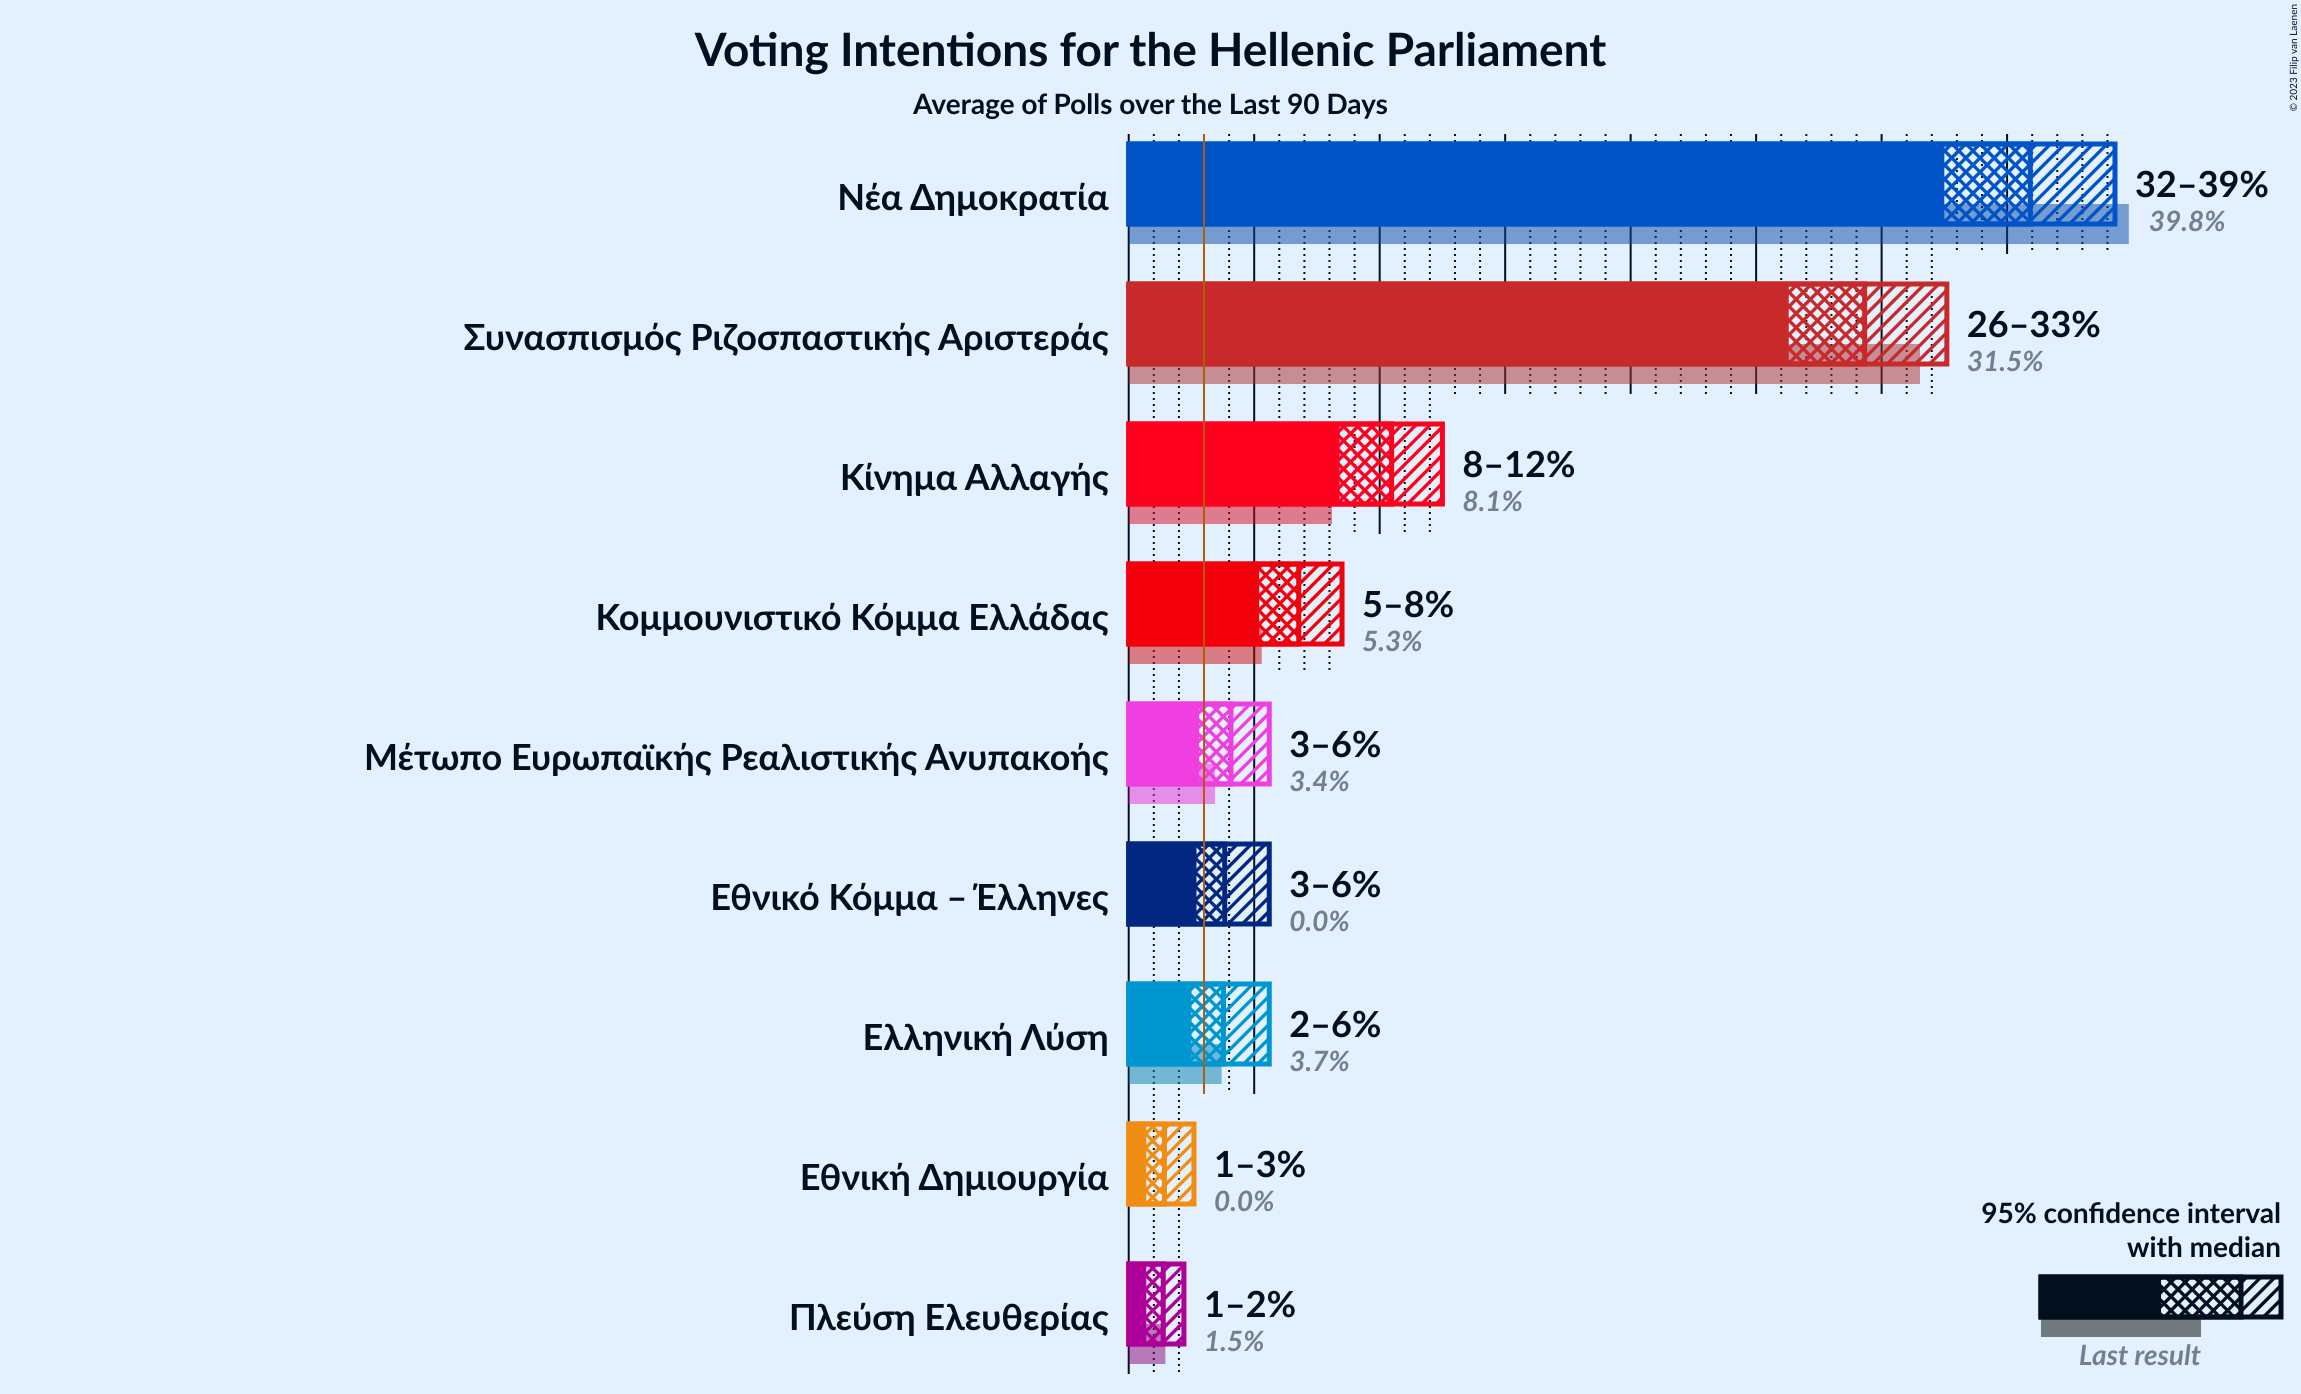 Voting Intentions for the Hellenic Parliament
Average of Polls over the Last 90 Days
© 2023 Filip van Laenen
Νέα Δημοκρατία
32–39%
39.8%
Συνασπισμός Ριζοσπαστικής Αριστεράς
26–33%
31.5%
Κίνημα Αλλαγής
8–12%
8.1%
Κομμουνιστικό Κόμμα Ελλάδας
5–8%
5.3%
Μέτωπο Ευρωπαϊκής Ρεαλιστικής Ανυπακοής
3–6%
3.4%
Εθνικό Κόμμα – Έλληνες
3–6%
0.0%
Ελληνική Λύση
2–6%
3.7%
Εθνική Δημιουργία
1–3%
0.0%
Πλεύση Ελευθερίας
1–2%
1.5%
95% confidence interval
with median
Last result